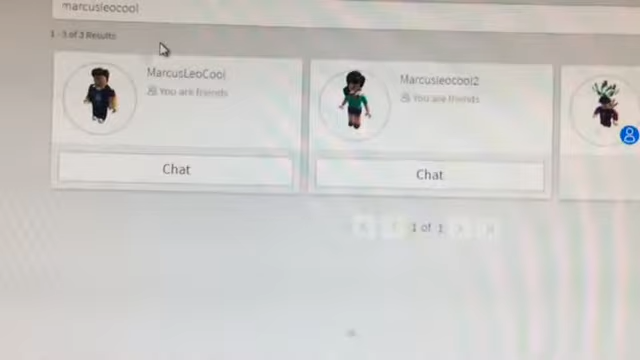 marcusleocool
1 - 3 of 3 Results
MarcusLeoCool
You are friends
Marcusleocool2
You are friends
Chat
Chat
1 of 1